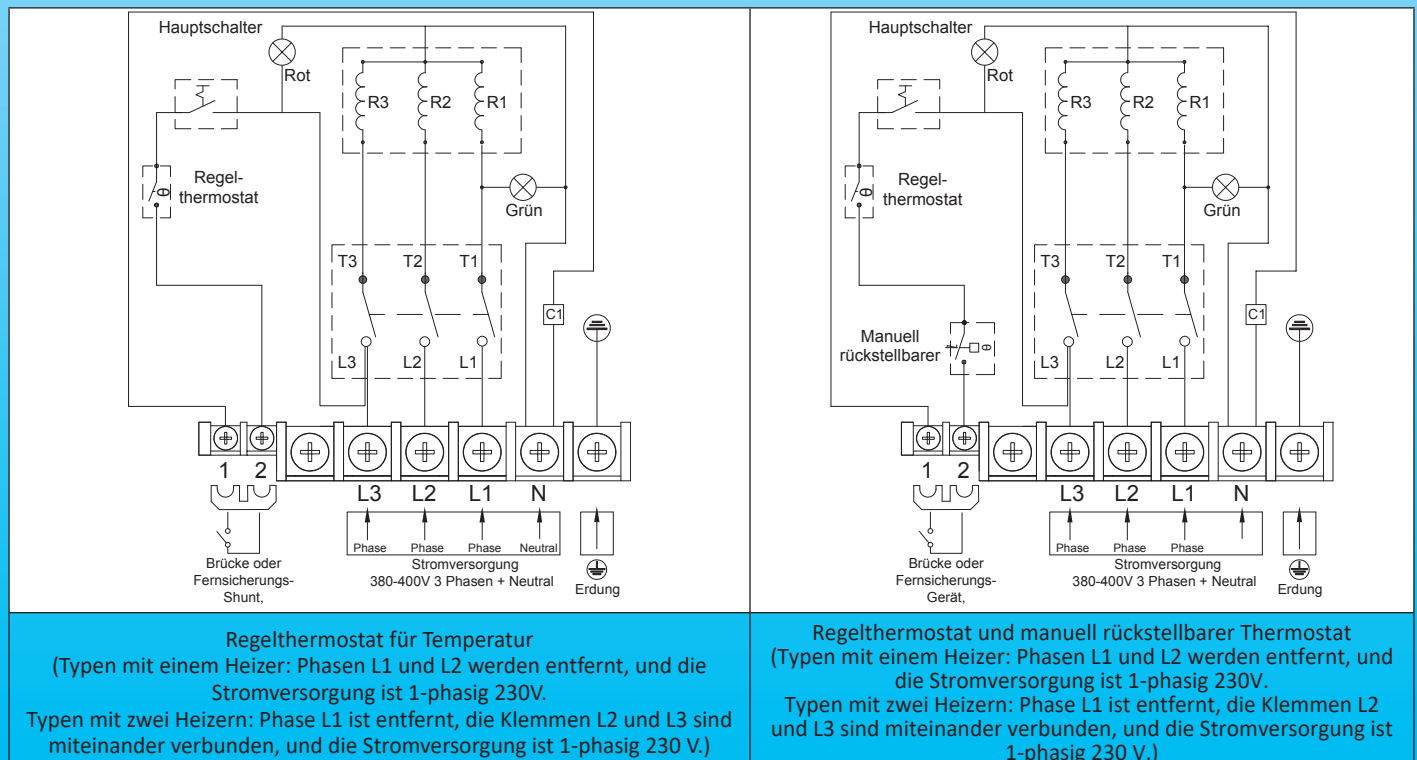 Hauptschalter
Rot
R3 R2 R1
Regel-
thermostat
θ
Grün
T3 T2 T1
C1
L3 L2 L1
1 2
L3 L2 L1 N
Phase Phase Phase Neutral
Brücke oder
Fernsicherungs-
Shunt,
Stromversorgung
380-400V 3 Phasen + Neutral
Erdung
Regelthermostat für Temperatur
(Typen mit einem Heizer: Phasen L1 und L2 werden entfernt, und die
Stromversorgung ist 1-phasig 230V.
Typen mit zwei Heizern: Phase L1 ist entfernt, die Klemmen L2 und L3 sind
miteinander verbunden, und die Stromversorgung ist 1-phasig 230 V.)
Hauptschalter
Rot
R3 R2 R1
Regel-
thermostat
θ
Grün
T3 T2 T1
C1
Manuell
rückstellbarer
θ
L3 L2 L1
1 2
L3 L2 L1 N
Phase Phase Phase
Brücke oder
Fernsicherungs-
Gerät,
Stromversorgung
380-400V 3 Phasen + Neutral
Erdung
Regelthermostat und manuell rückstellbarer Thermostat
(Typen mit einem Heizer: Phasen L1 und L2 werden entfernt, und
die Stromversorgung ist 1-phasig 230V.
Typen mit zwei Heizern: Phase L1 ist entfernt, die Klemmen L2
und L3 sind miteinander verbunden, und die Stromversorgung ist
1-phasig 230 V.)